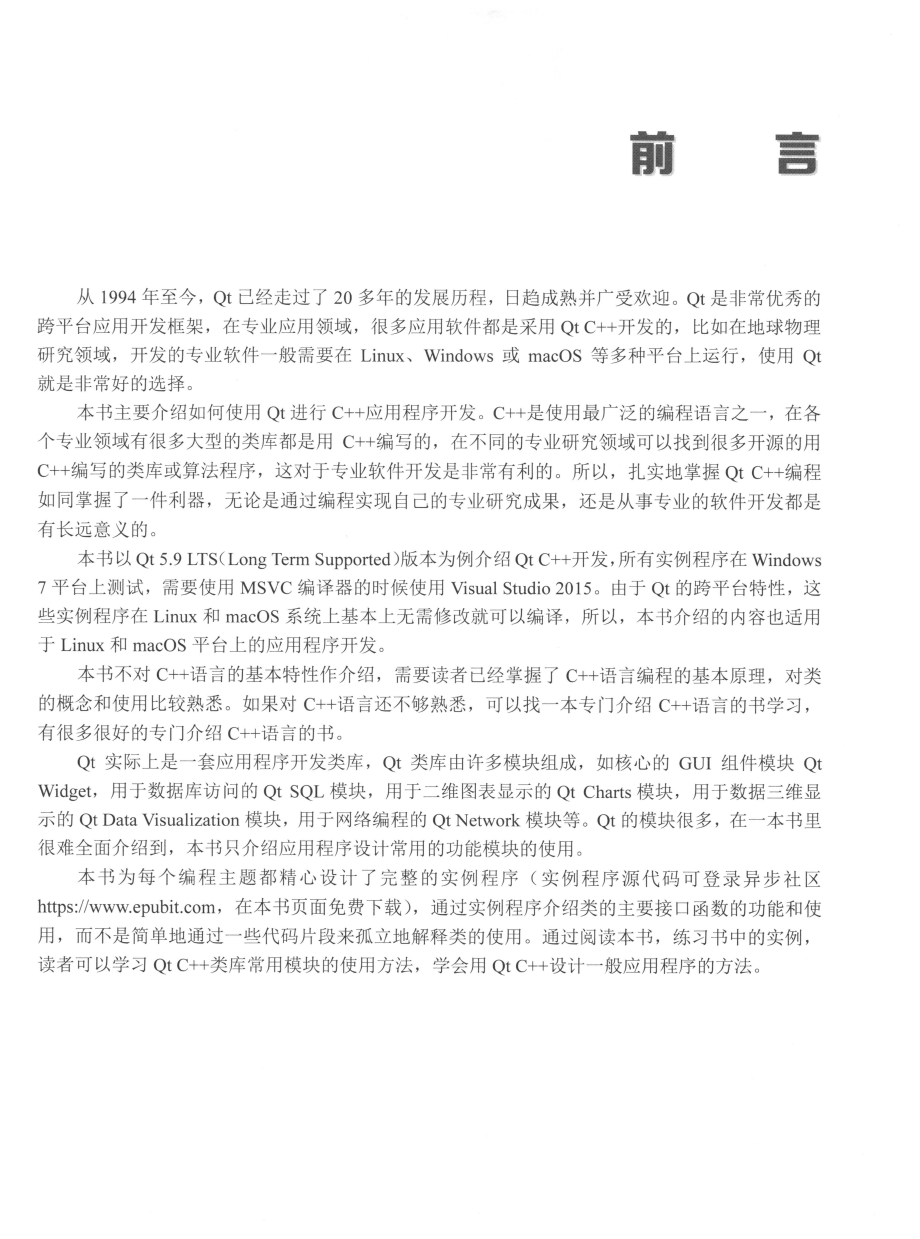 前 言
从 1994 年至今，Qt 已经走过了 20 多年的发展历程，日趋成熟并广受欢迎。Qt 是非常优秀的
跨平台应用开发框架，在专业应用领域，很多应用软件都是采用 Qt C++开发的，比如在地球物理
研究领域，开发的专业软件一般需要在 Linux、Windows 或 macOS 等多种平台上运行，使用 Qt
就是非常好的选择。
本书主要介绍如何使用 Qt 进行 C++应用程序开发。C++是使用最广泛的编程语言之一，在各
个专业领域有很多大型的类库都是用 C++编写的，在不同的专业研究领域可以找到很多开源的用
C++编写的类库或算法程序，这对于专业软件开发是非常有利的。所以，扎实地掌握 Qt C++编程
如同掌握了一件利器，无论是通过编程实现自己的专业研究成果，还是从事专业的软件开发都是
有长远意义的。
本书以 Qt 5.9 LTS（Long Term Supported）版本为例介绍 Qt C++开发，所有实例程序在 Windows
7 平台上测试，需要使用 MSVC 编译器的时候使用 Visual Studio 2015。由于 Qt 的跨平台特性，这
些实例程序在 Linux 和 macOS 系统上基本上无需修改就可以编译，所以，本书介绍的内容也适用
于 Linux 和 macOS 平台上的应用程序开发。
本书不对 C++语言的基本特性作介绍，需要读者已经掌握了 C++语言编程的基本原理，对类
的概念和使用比较熟悉。如果对 C++语言还不够熟悉，可以找一本专门介绍 C++语言的书学习，
有很多很好的专门介绍 C++语言的书。
Qt 实际上是一套应用程序开发类库，Qt 类库由许多模块组成，如核心的 GUI 组件模块 Qt
Widget，用于数据库访问的 Qt SQL 模块，用于二维图表显示的 Qt Charts 模块，用于数据三维显
示的 Qt Data Visualization 模块，用于网络编程的 Qt Network 模块等。Qt 的模块很多，在一本书里
很难全面介绍到，本书只介绍应用程序设计常用的功能模块的使用。
本书为每个编程主题都精心设计了完整的实例程序（实例程序源代码可登录异步社区
https://www.epubit.com，在本书页面免费下载），通过实例程序介绍类的主要接口函数的功能和使
用，而不是简单地通过一些代码片段来孤立地解释类的使用。通过阅读本书，练习书中的实例，
读者可以学习 Qt C++类库常用模块的使用方法，学会用 Qt C++设计一般应用程序的方法。